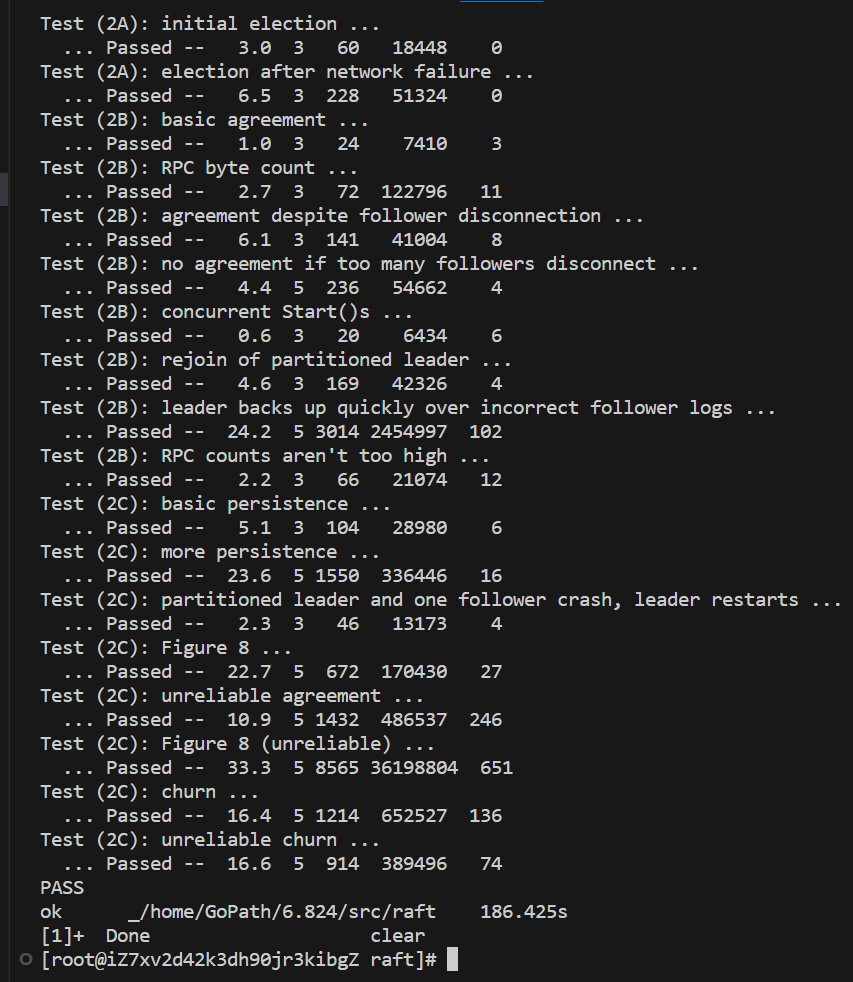 Test (2A): initial election ...
  ... Passed --   3.0  3   60   18448    0
Test (2A): election after network failure ...
  ... Passed --   6.5  3  228   51324    0
Test (2B): basic agreement ...
  ... Passed --   1.0  3   24    7410    3
Test (2B): RPC byte count ...
  ... Passed --   2.7  3   72  122796   11
Test (2B): agreement despite follower disconnection ...
  ... Passed --   6.1  3  141   41004    8
Test (2B): no agreement if too many followers disconnect ...
  ... Passed --   4.4  5  236   54662    4
Test (2B): concurrent Start()s ...
  ... Passed --   0.6  3   20    6434    6
Test (2B): rejoin of partitioned leader ...
  ... Passed --   4.6  3  169   42326    4
Test (2B): leader backs up quickly over incorrect follower logs ...
  ... Passed --  24.2  5 3014 2454997  102
Test (2B): RPC counts aren't too high ...
  ... Passed --   2.2  3   66   21074   12
Test (2C): basic persistence ...
  ... Passed --   5.1  3  104   28980    6
Test (2C): more persistence ...
  ... Passed --  23.6  5 1550  336446   16
Test (2C): partitioned leader and one follower crash, leader restarts ...
  ... Passed --   2.3  3   46   13173    4
Test (2C): Figure 8 ...
  ... Passed --  22.7  5  672  170430   27
Test (2C): unreliable agreement ...
  ... Passed --  10.9  5 1432  486537  246
Test (2C): Figure 8 (unreliable) ...
  ... Passed --  33.3  5 8565 36198804  651
Test (2C): churn ...
  ... Passed --  16.4  5 1214  652527  136
Test (2C): unreliable churn ...
  ... Passed --  16.6  5  914  389496   74
PASS
ok      _/home/GoPath/6.824/src/raft    186.425s
[1]+  Done                    clear
[root@iZ7xv2d42k3dh90jr3kibgZ raft]#